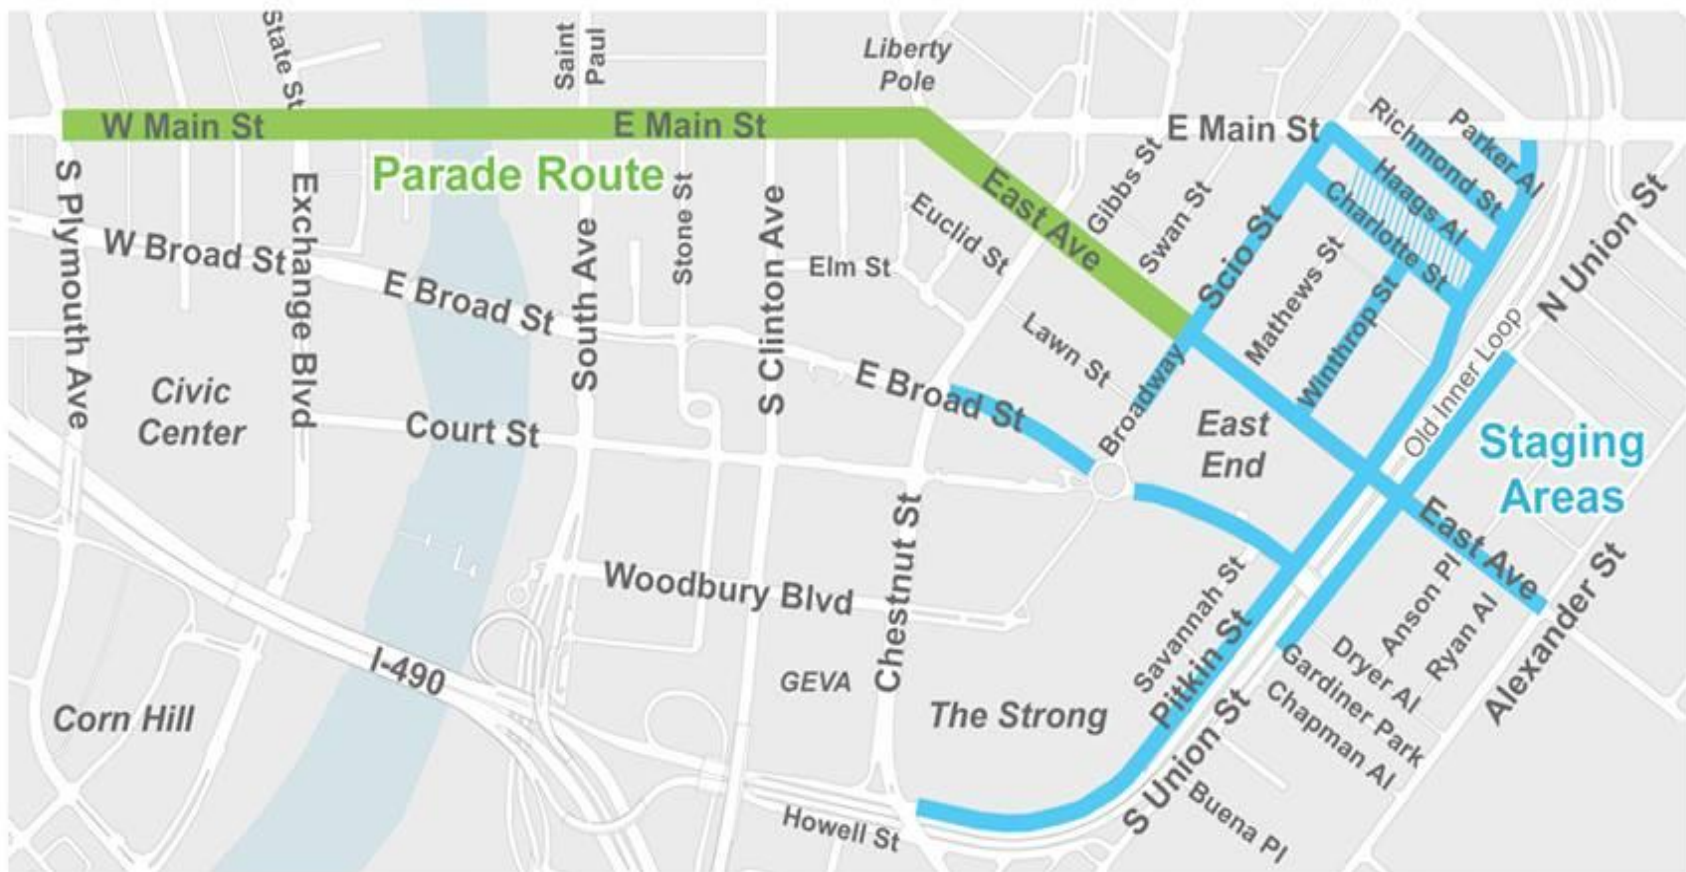 State St
Saint
Paul
Liberty
Pole
W Main St
E Main St
E Main St
Richmond St
Parker Al
Haags Al
Charlotte St
Parade Route
S Plymouth Ave
Exchange Blvd
South Ave
Stone St
S Clinton Ave
Euclid St
East Ave
Gibbs St
Swan St
Scio St
Mathews St
Winthrop St
N Union St
W Broad St
E Broad St
Elm St
Lawn St
Broadway
Old Inner Loop
Civic
Center
Court St
E Broad St
East
End
Staging
Areas
East Ave
Woodbury Blvd
Chestnut St
Savannah St
Pitkin St
Anson Pl
Ryan Al
Alexander St
Dryer Al
Gardiner Park
Chapman Al
I-490
GEVA
Corn Hill
The Strong
S Union St
Buena Pl
Howell St